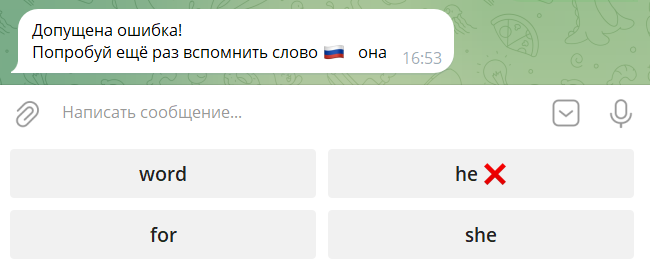 Допущена ошибка!
Попробуй ещё раз вспомнить слово 🇷🇺 она
16:53
Написать сообщение...
word
he ❌
for
she